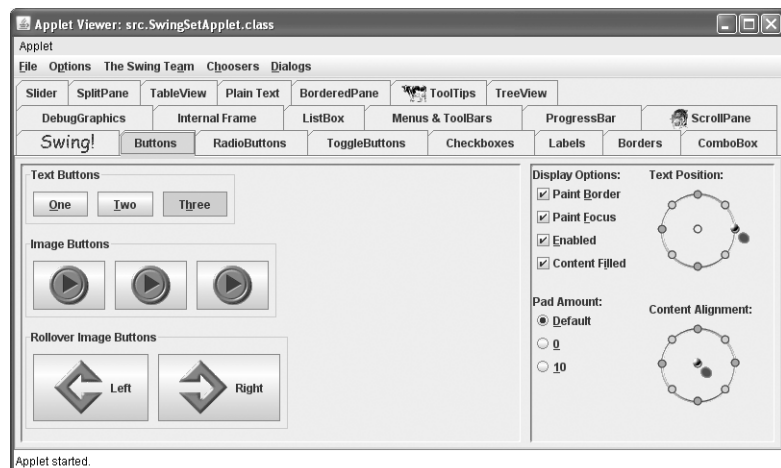 Applet Viewer: src.SwingSetApplet.class
Applet
File Options The Swing Team Choosers Dialogs
Slider SplitPane TableView Plain Text BorderedPane ToolTips TreeView
DebugGraphics Internal Frame ListBox Menus & ToolBars ProgressBar ScrollPane
Swing! Buttons RadioButtons ToggleButtons Checkboxes Labels Borders ComboBox
Text Buttons
One Two Three
Image Buttons
Rollover Image Buttons
Left Right
Display Options:
Paint Border
Paint Focus
Enabled
Content Filled
Pad Amount:
Default
0
10
Text Position:
Content Alignment:
Applet started.